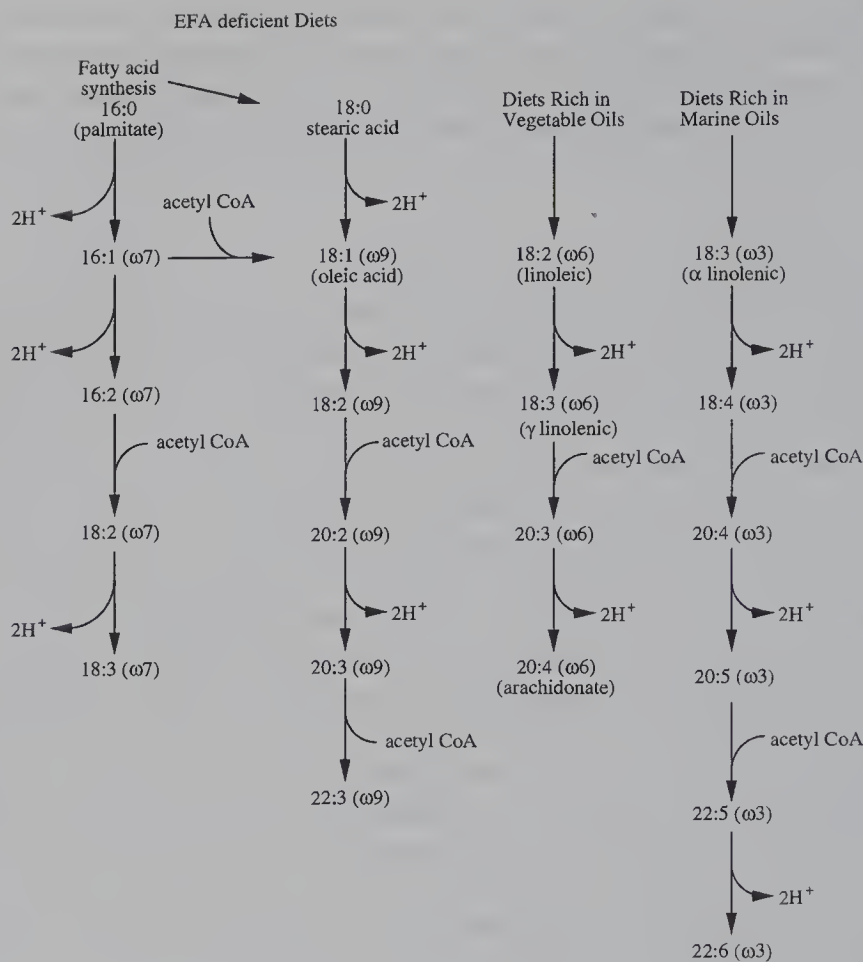 EFA deficient Diets
Fatty acid
synthesis
16:0
(palmitate)
2H+
16:1 (ω7)
acetyl CoA
2H+
16:2 (ω7)
acetyl CoA
18:2 (ω7)
2H+
18:3 (ω7)
18:0
stearic acid
2H+
18:1 (ω9)
(oleic acid)
2H+
18:2 (ω9)
acetyl CoA
20:2 (ω9)
2H+
20:3 (ω9)
acetyl CoA
22:3 (ω9)
Diets Rich in
Vegetable Oils
18:2 (ω6)
(linoleic)
2H+
18:3 (ω6)
(γ linolenic)
acetyl CoA
20:3 (ω6)
2H+
20:4 (ω6)
(arachidonate)
Diets Rich in
Marine Oils
18:3 (ω3)
(α linolenic)
2H+
18:4 (ω3)
acetyl CoA
20:4 (ω3)
2H+
20:5 (ω3)
acetyl CoA
22:5 (ω3)
2H+
22:6 (ω3)